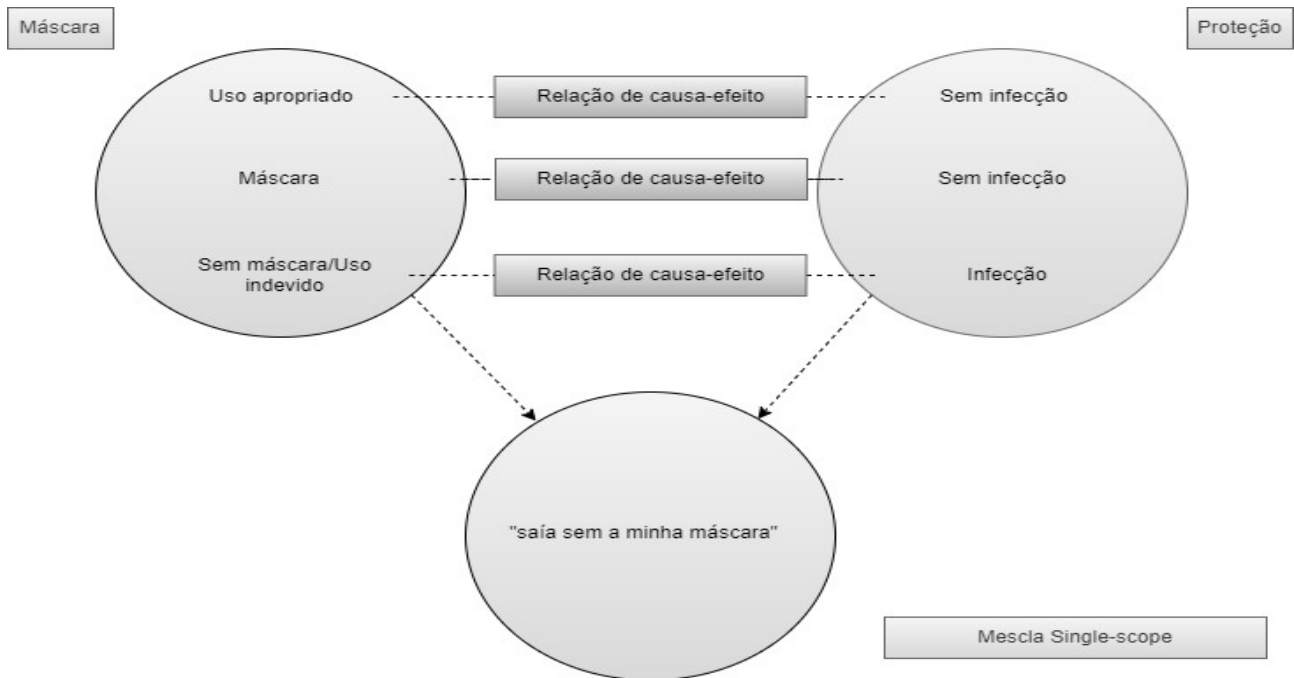 Máscara
Proteção
Uso apropriado
Relação de causa-efeito
Sem infecção
Máscara
Relação de causa-efeito
Sem infecção
Sem máscara/Uso
indevido
Relação de causa-efeito
Infecção
"saía sem a minha máscara"
Mescla Single-scope